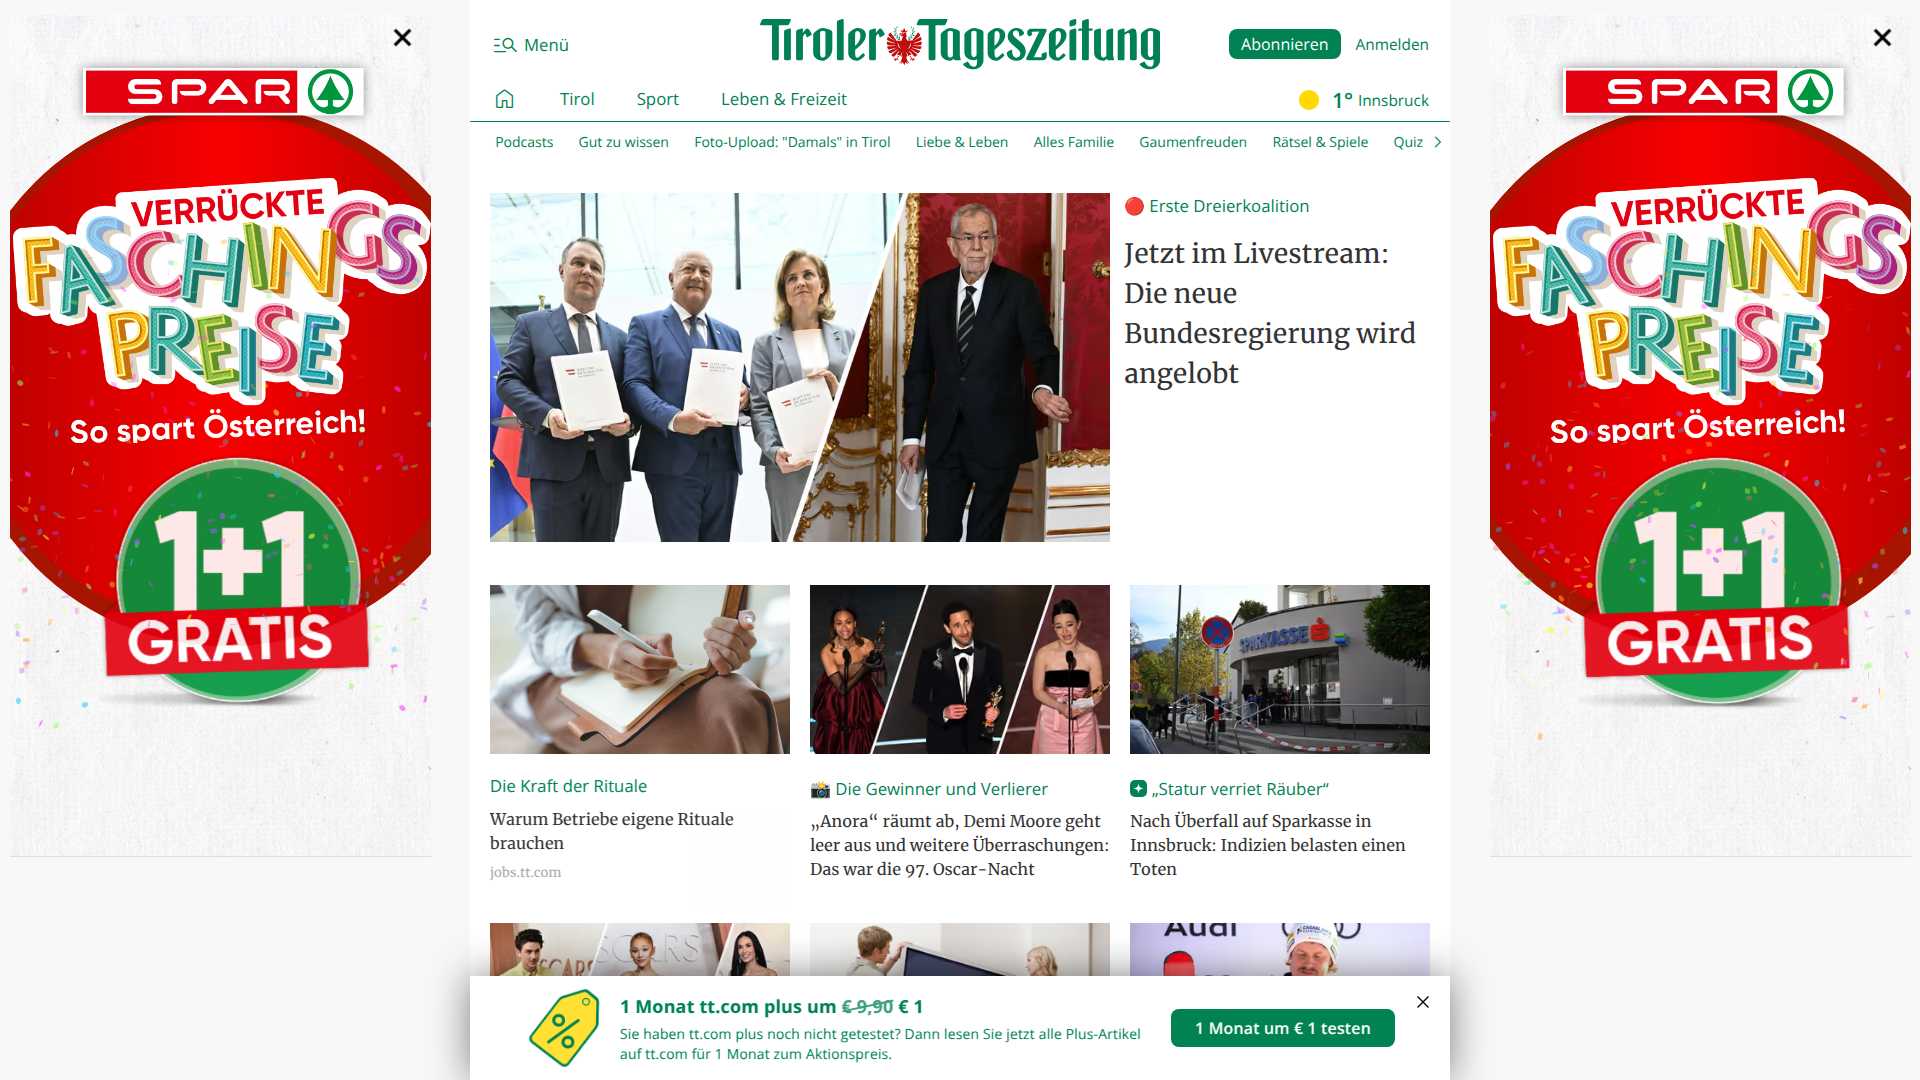 Menü
Tiroler Tageszeitung
Abonnieren
Anmelden
Tirol
Sport
Leben & Freizeit
1° Innsbruck
Podcasts
Gut zu wissen
Foto-Upload: "Damals" in Tirol
Liebe & Leben
Alles Familie
Gaumenfreuden
Rätsel & Spiele
Quiz
SPAR
VERRÜCKTE
FASCHINGS
PREISE
So spart Österreich!
1+1
GRATIS
Erste Dreierkoalition
Jetzt im Livestream:
Die neue
Bundesregierung wird
angelobt
SPARKASSE
Die Kraft der Rituale
Warum Betriebe eigene Rituale
brauchen
jobs.tt.com
Die Gewinner und Verlierer
„Anora“ räumt ab, Demi Moore geht
leer aus und weitere Überraschungen:
Das war die 97. Oscar-Nacht
„Statur verriet Räuber“
Nach Überfall auf Sparkasse in
Innsbruck: Indizien belasten einen
Toten
OSCARS
SCARS
Audi
1 Monat tt.com plus um € 9,90 € 1
Sie haben tt.com plus noch nicht getestet? Dann lesen Sie jetzt alle Plus-Artikel
auf tt.com für 1 Monat zum Aktionspreis.
1 Monat um € 1 testen
SPAR
VERRÜCKTE
FASCHINGS
PREISE
So spart Österreich!
1+1
GRATIS